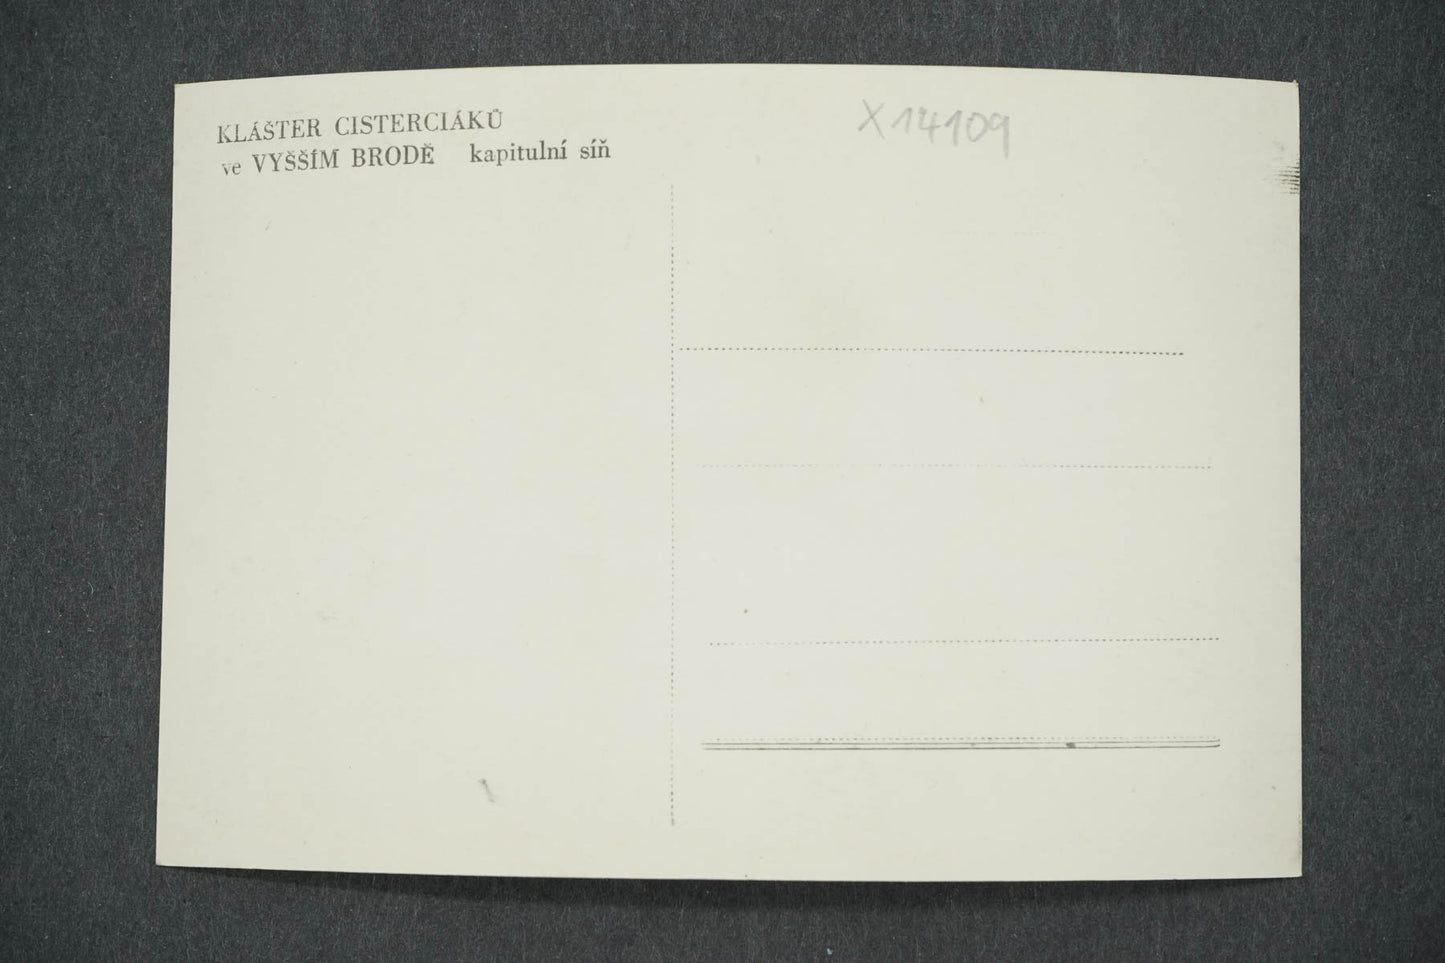 KLÁŠTER CISTERCIÁKŮ
ve VYŠŠÍM BRODĚ kapitulní síň
X14109